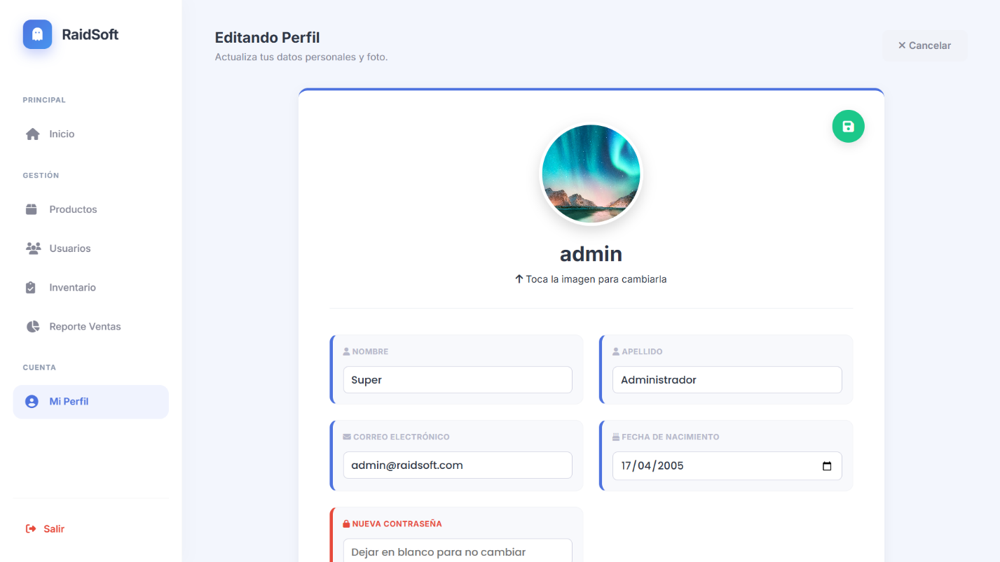 RaidSoft
PRINCIPAL
Inicio
GESTIÓN
Productos
Usuarios
Inventario
Reporte Ventas
CUENTA
Mi Perfil
Salir
Editando Perfil
Actualiza tus datos personales y foto.
✕ Cancelar
admin
↑ Toca la imagen para cambiarla
NOMBRE
Super
APELLIDO
Administrador
CORREO ELECTRÓNICO
admin@raidsoft.com
FECHA DE NACIMIENTO
17/04/2005
NUEVA CONTRASEÑA
Dejar en blanco para no cambiar